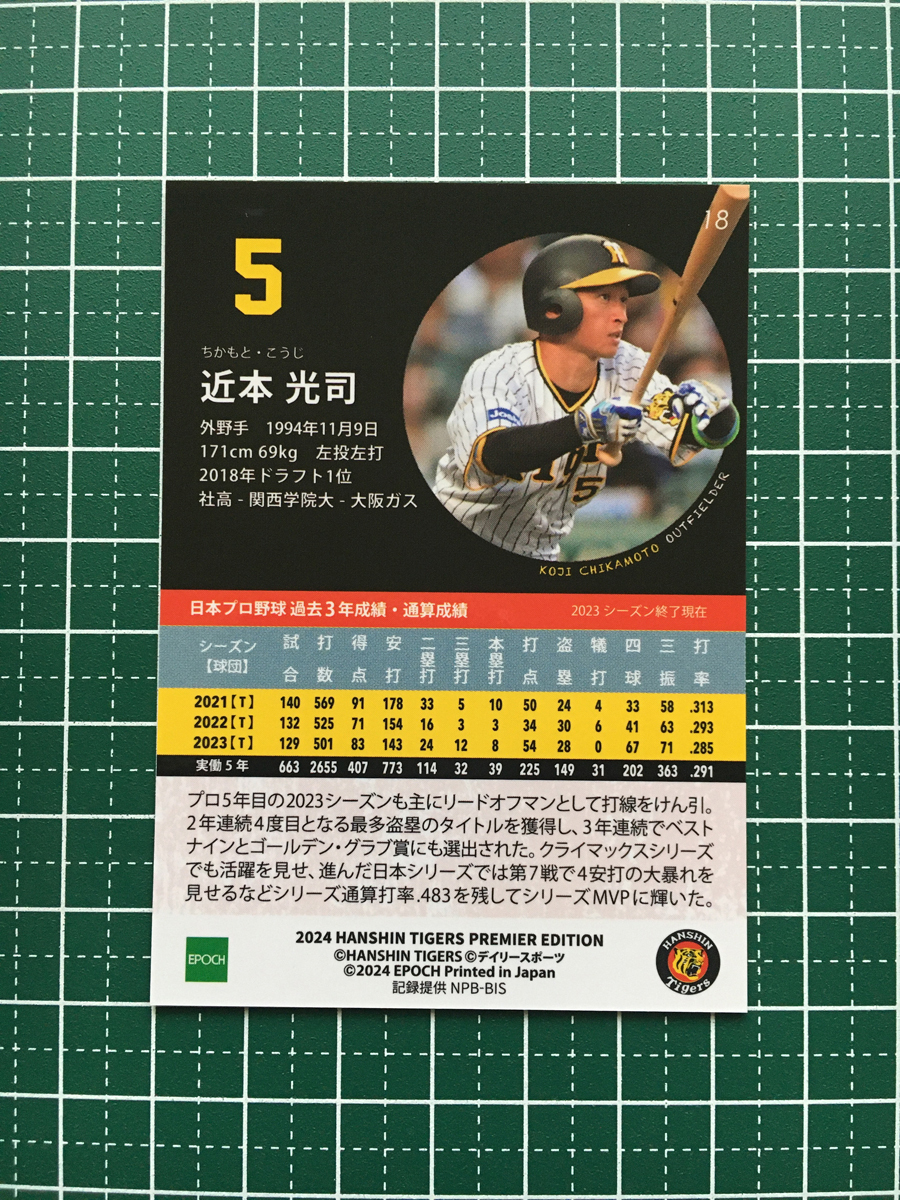 18
5
ちかもと・こうじ
近本 光司
外野手 1994年11月9日
171cm 69kg 左投左打
2018年ドラフト1位
社高 - 関西学院大 - 大阪ガス
Josh
5
KOJI CHIKAMOTO OUTFIELDER
日本プロ野球 過去3年成績・通算成績 2023 シーズン終了現在
シーズン【球団】 試合 打数 得点 安打 二塁打 三塁打 本塁打 打点 盗塁 犠打 四球 三振 打率
2021【T】 140 569 91 178 33 5 10 50 24 4 33 58 .313
2022【T】 132 525 71 154 16 3 3 34 30 6 41 63 .293
2023【T】 129 501 83 143 24 12 8 54 28 0 67 71 .285
実働5年 663 2655 407 773 114 32 39 225 149 31 202 363 .291
プロ5年目の2023シーズンも主にリードオフマンとして打線をけん引。
2年連続4度目となる最多盗塁のタイトルを獲得し、3年連続でベスト
ナインとゴールデン・グラブ賞にも選出された。クライマックスシリーズ
でも活躍を見せ、進んだ日本シリーズでは第7戦で4安打の大暴れを
見せるなどシリーズ通算打率.483を残してシリーズMVPに輝いた。
EPOCH
2024 HANSHIN TIGERS PREMIER EDITION
©HANSHIN TIGERS ©デイリースポーツ
©2024 EPOCH Printed in Japan
記録提供 NPB-BIS
HANSHIN
Tigers